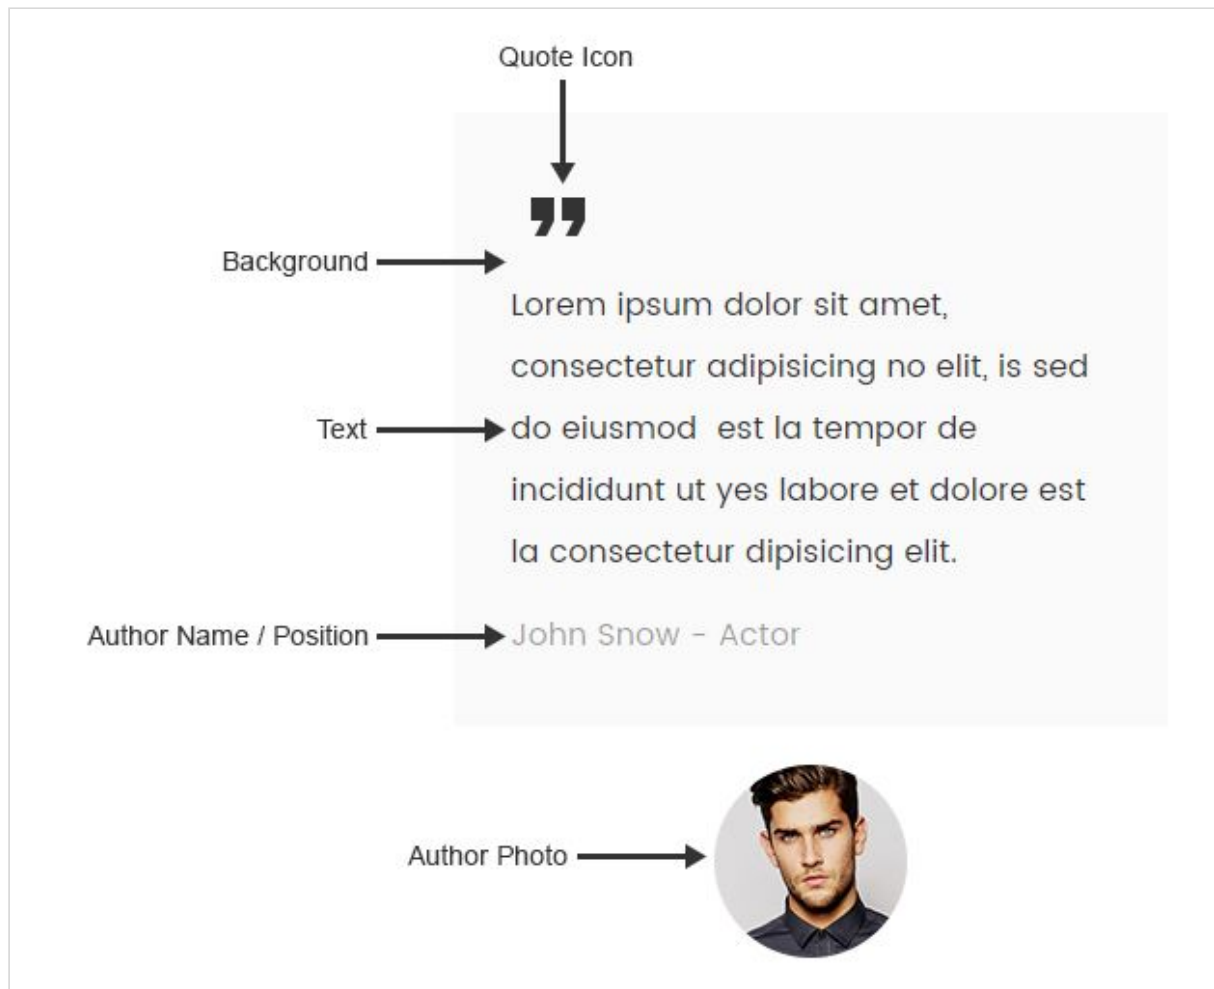 Quote Icon
”
Background
Lorem ipsum dolor sit amet,
consectetur adipisicing no elit, is sed
Text
do eiusmod  est la tempor de
incididunt ut yes labore et dolore est
la consectetur dipisicing elit.
Author Name / Position
John Snow - Actor
Author Photo